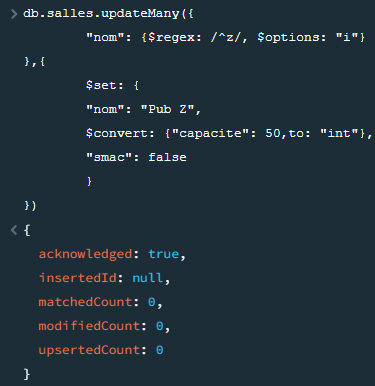 > db.salles.updateMany({
"nom": {$regex: /^z/, $options: "i"}
},{
$set: {
"nom": "Pub Z",
$convert: {"capacite": 50,to: "int"},
"smac": false
}
})
< {
acknowledged: true,
insertedId: null,
matchedCount: 0,
modifiedCount: 0,
upsertedCount: 0
}